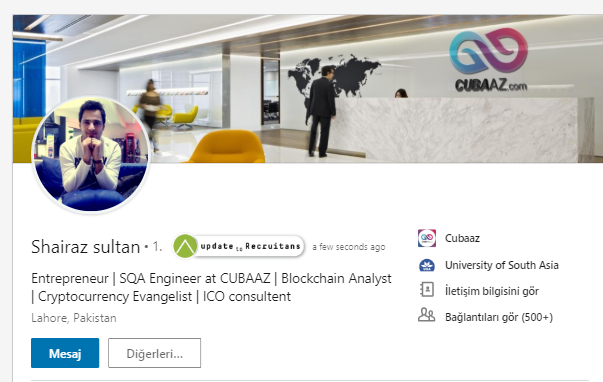 CUBAAZ.com
Shairaz sultan • 1.
update to Recruitans
a few seconds ago
Entrepreneur | SQA Engineer at CUBAAZ | Blockchain Analyst
| Cryptocurrency Evangelist | ICO consultent
Lahore, Pakistan
Mesaj
Diğerleri...
Cubaaz
University of South Asia
İletişim bilgisini gör
Bağlantıları gör (500+)